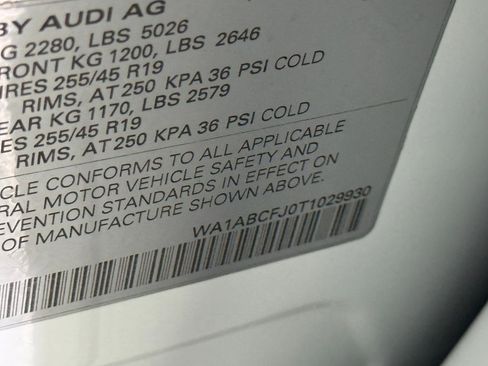 BY AUDI AG
G 2280, LBS 5026
RONT KG 1200, LBS 2646
IRES 255/45 R19
RIMS, AT 250 KPA 36 PSI COLD
EAR KG 1170, LBS 2579
ES 255/45 R19
RIMS, AT 250 KPA 36 PSI COLD
CLE CONFORMS TO ALL APPLICABLE
RAL MOTOR VEHICLE SAFETY AND
EVENTION STANDARDS IN EFFECT ON
OF MANUFACTURE SHOWN ABOVE.
WA1ABCFJ0T1029930